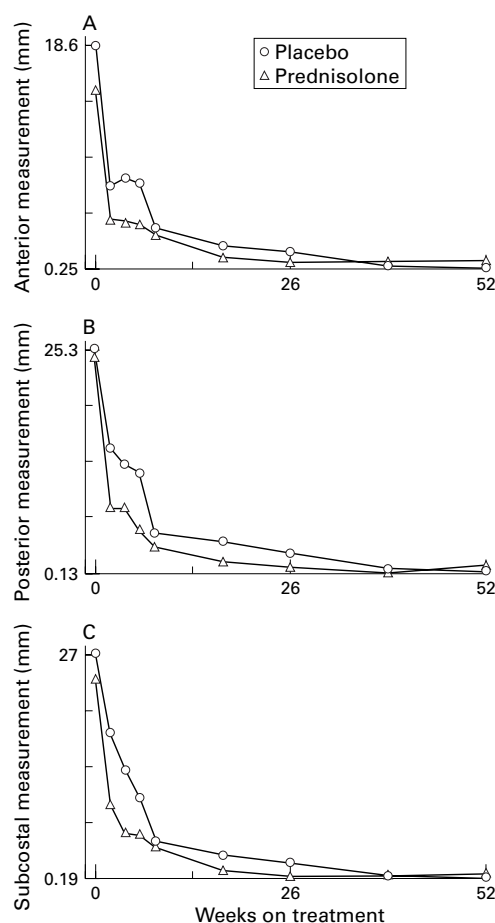 A
18.6
Placebo
Prednisolone
Anterior measurement (mm)
0.25
0
26
52
B
25.3
Posterior measurement (mm)
0.13
0
26
52
C
27
Subcostal measurement (mm)
0.19
0
26
52
Weeks on treatment